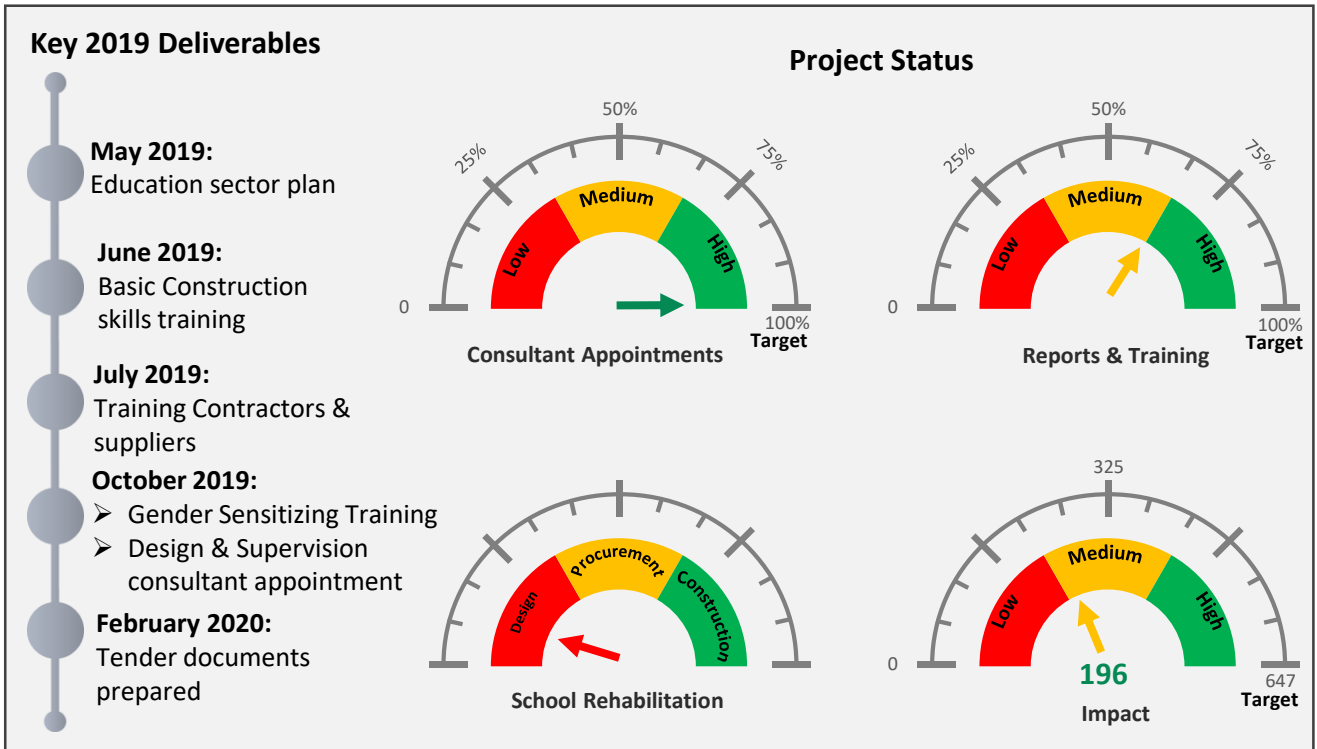 Key 2019 Deliverables
May 2019:
Education sector plan
June 2019:
Basic Construction
skills training
July 2019:
Training Contractors &
suppliers
October 2019:
➢ Gender Sensitizing Training
➢ Design & Supervision
consultant appointment
February 2020:
Tender documents
prepared
Project Status
0
25%
50%
75%
100%
Target
Low
Medium
High
Consultant Appointments
0
25%
50%
75%
100%
Target
Low
Medium
High
Reports & Training
Design
Procurement
Construction
School Rehabilitation
0
325
647
Target
Low
Medium
High
196
Impact